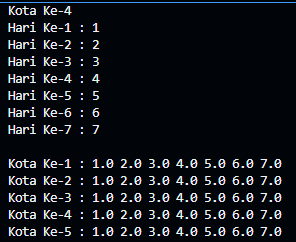 Kota Ke-4
Hari Ke-1 : 1
Hari Ke-2 : 2
Hari Ke-3 : 3
Hari Ke-4 : 4
Hari Ke-5 : 5
Hari Ke-6 : 6
Hari Ke-7 : 7
Kota Ke-1 : 1.0 2.0 3.0 4.0 5.0 6.0 7.0
Kota Ke-2 : 1.0 2.0 3.0 4.0 5.0 6.0 7.0
Kota Ke-3 : 1.0 2.0 3.0 4.0 5.0 6.0 7.0
Kota Ke-4 : 1.0 2.0 3.0 4.0 5.0 6.0 7.0
Kota Ke-5 : 1.0 2.0 3.0 4.0 5.0 6.0 7.0